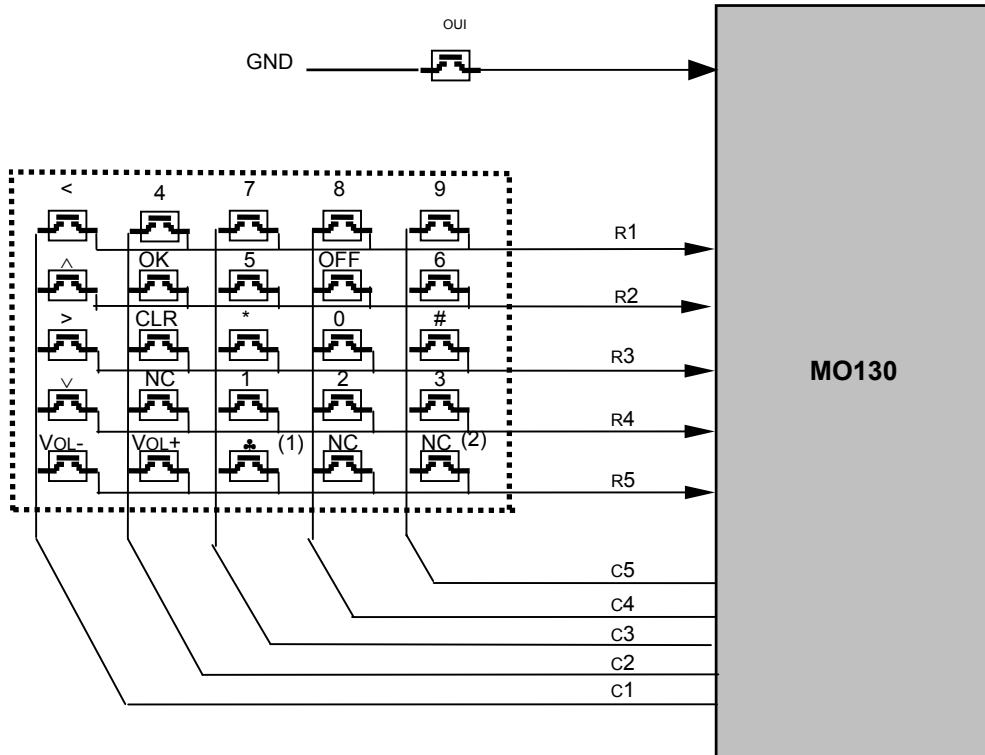 OUI
GND
< 4 7 8 9
R1
^ OK 5 OFF 6
R2
> CLR * 0 #
R3
MO130
v NC 1 2 3
R4
VOL- VOL+ ♣ (1) NC NC (2)
R5
C5
C4
C3
C2
C1